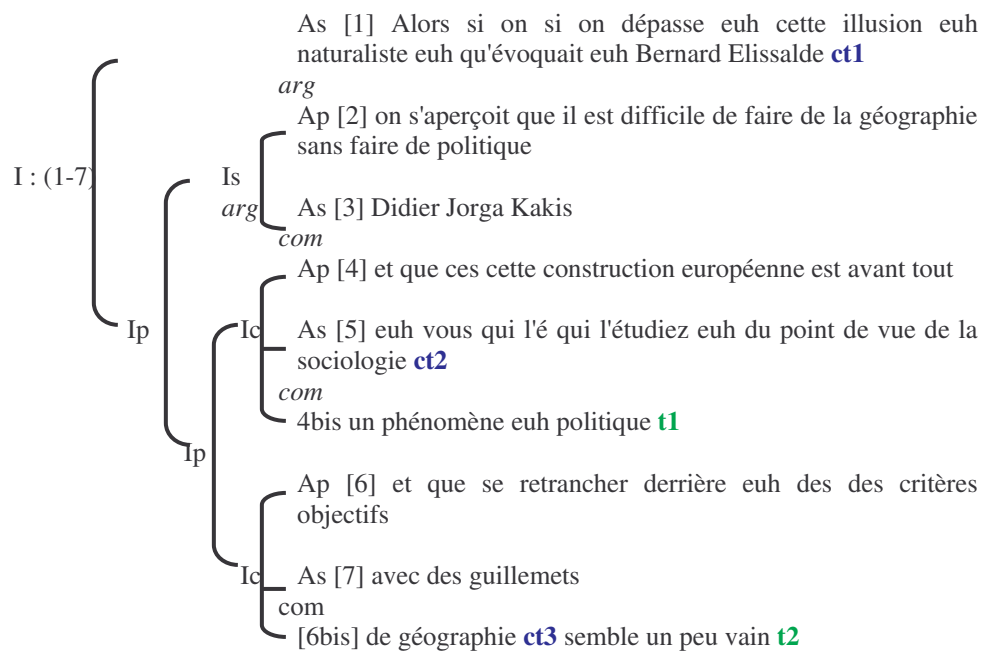 As [1] Alors si on si on dépasse euh cette illusion euh
naturaliste euh qu'évoquait euh Bernard Elissalde ct1
arg
Ap [2] on s'aperçoit que il est difficile de faire de la géographie
sans faire de politique
I : (1-7)
Is
arg
As [3] Didier Jorga Kakis
com
Ap [4] et que ces cette construction européenne est avant tout
Ip
Ic
As [5] euh vous qui l'é qui l'étudiez euh du point de vue de la
sociologie ct2
com
4bis un phénomène euh politique t1
Ip
Ap [6] et que se retrancher derrière euh des des critères
objectifs
Ic
As [7] avec des guillemets
com
[6bis] de géographie ct3 semble un peu vain t2